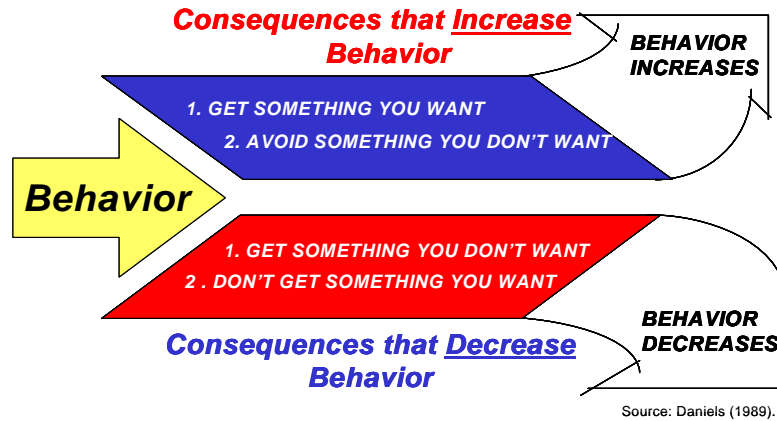 Consequences that Increase
Behavior
BEHAVIOR
INCREASES
1. GET SOMETHING YOU WANT
2. AVOID SOMETHING YOU DON'T WANT
Behavior
1. GET SOMETHING YOU DON'T WANT
2 . DON'T GET SOMETHING YOU WANT
BEHAVIOR
DECREASES
Consequences that Decrease
Behavior
Source: Daniels (1989).